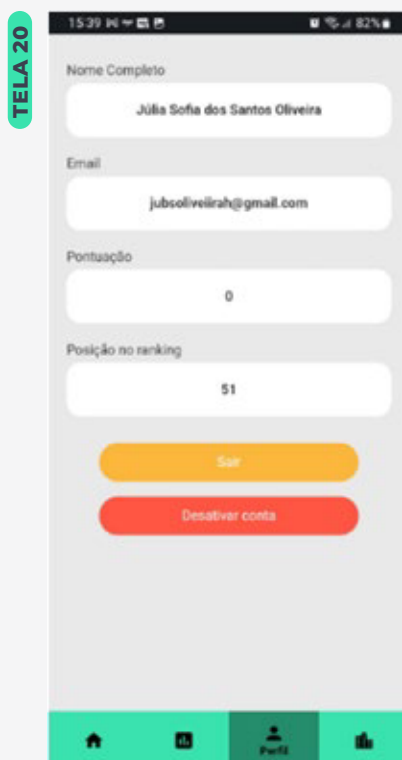 TELA 20
15:39
82%
Nome Completo
Júlia Sofia dos Santos Oliveira
Email
jubsoliveiirah@gmail.com
Pontuação
0
Posição no ranking
51
Sair
Desativar conta
Perfil